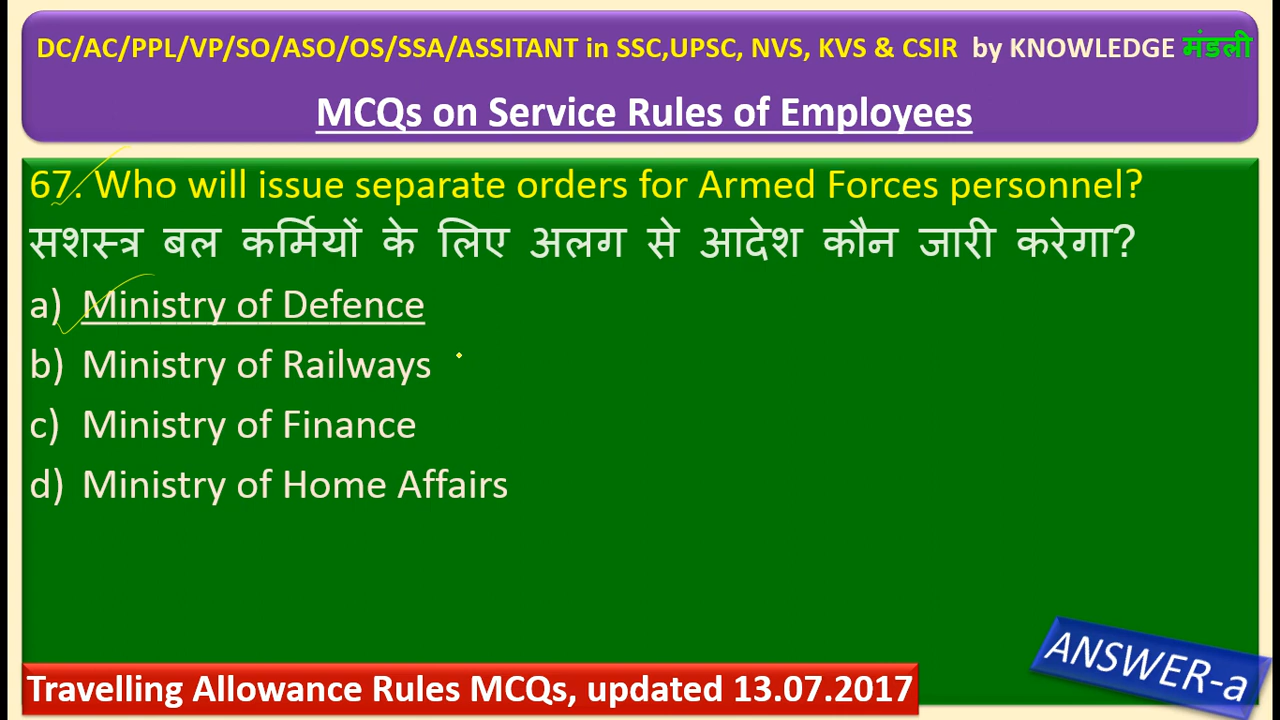 DC/AC/PPL/VP/SO/ASO/OS/SSA/ASSITANT in SSC,UPSC, NVS, KVS & CSIR by KNOWLEDGE मंडली
MCQs on Service Rules of Employees
67. Who will issue separate orders for Armed Forces personnel?
सशस्त्र बल कर्मियों के लिए अलग से आदेश कौन जारी करेगा?
a) Ministry of Defence
b) Ministry of Railways
c) Ministry of Finance
d) Ministry of Home Affairs
ANSWER-a
Travelling Allowance Rules MCQs, updated 13.07.2017